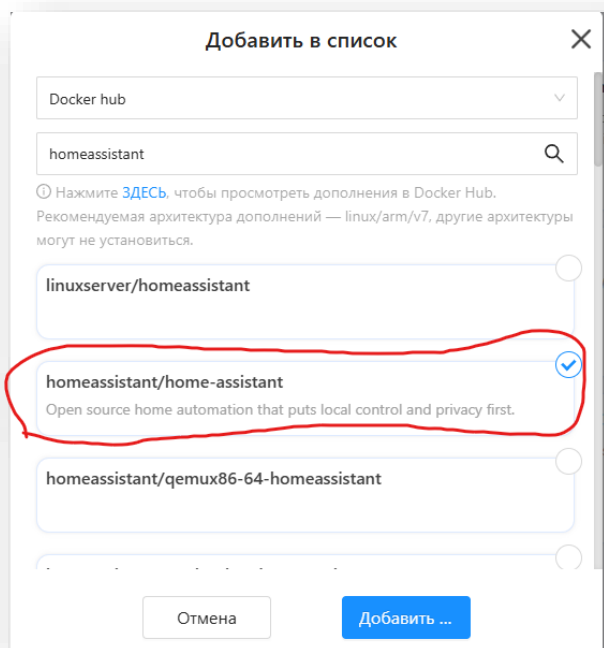 Добавить в список
Docker hub
homeassistant
Нажмите ЗДЕСЬ, чтобы просмотреть дополнения в Docker Hub.
Рекомендуемая архитектура дополнений — linux/arm/v7, другие архитектуры
могут не установиться.
linuxserver/homeassistant
homeassistant/home-assistant
Open source home automation that puts local control and privacy first.
homeassistant/qemux86-64-homeassistant
Отмена
Добавить ...